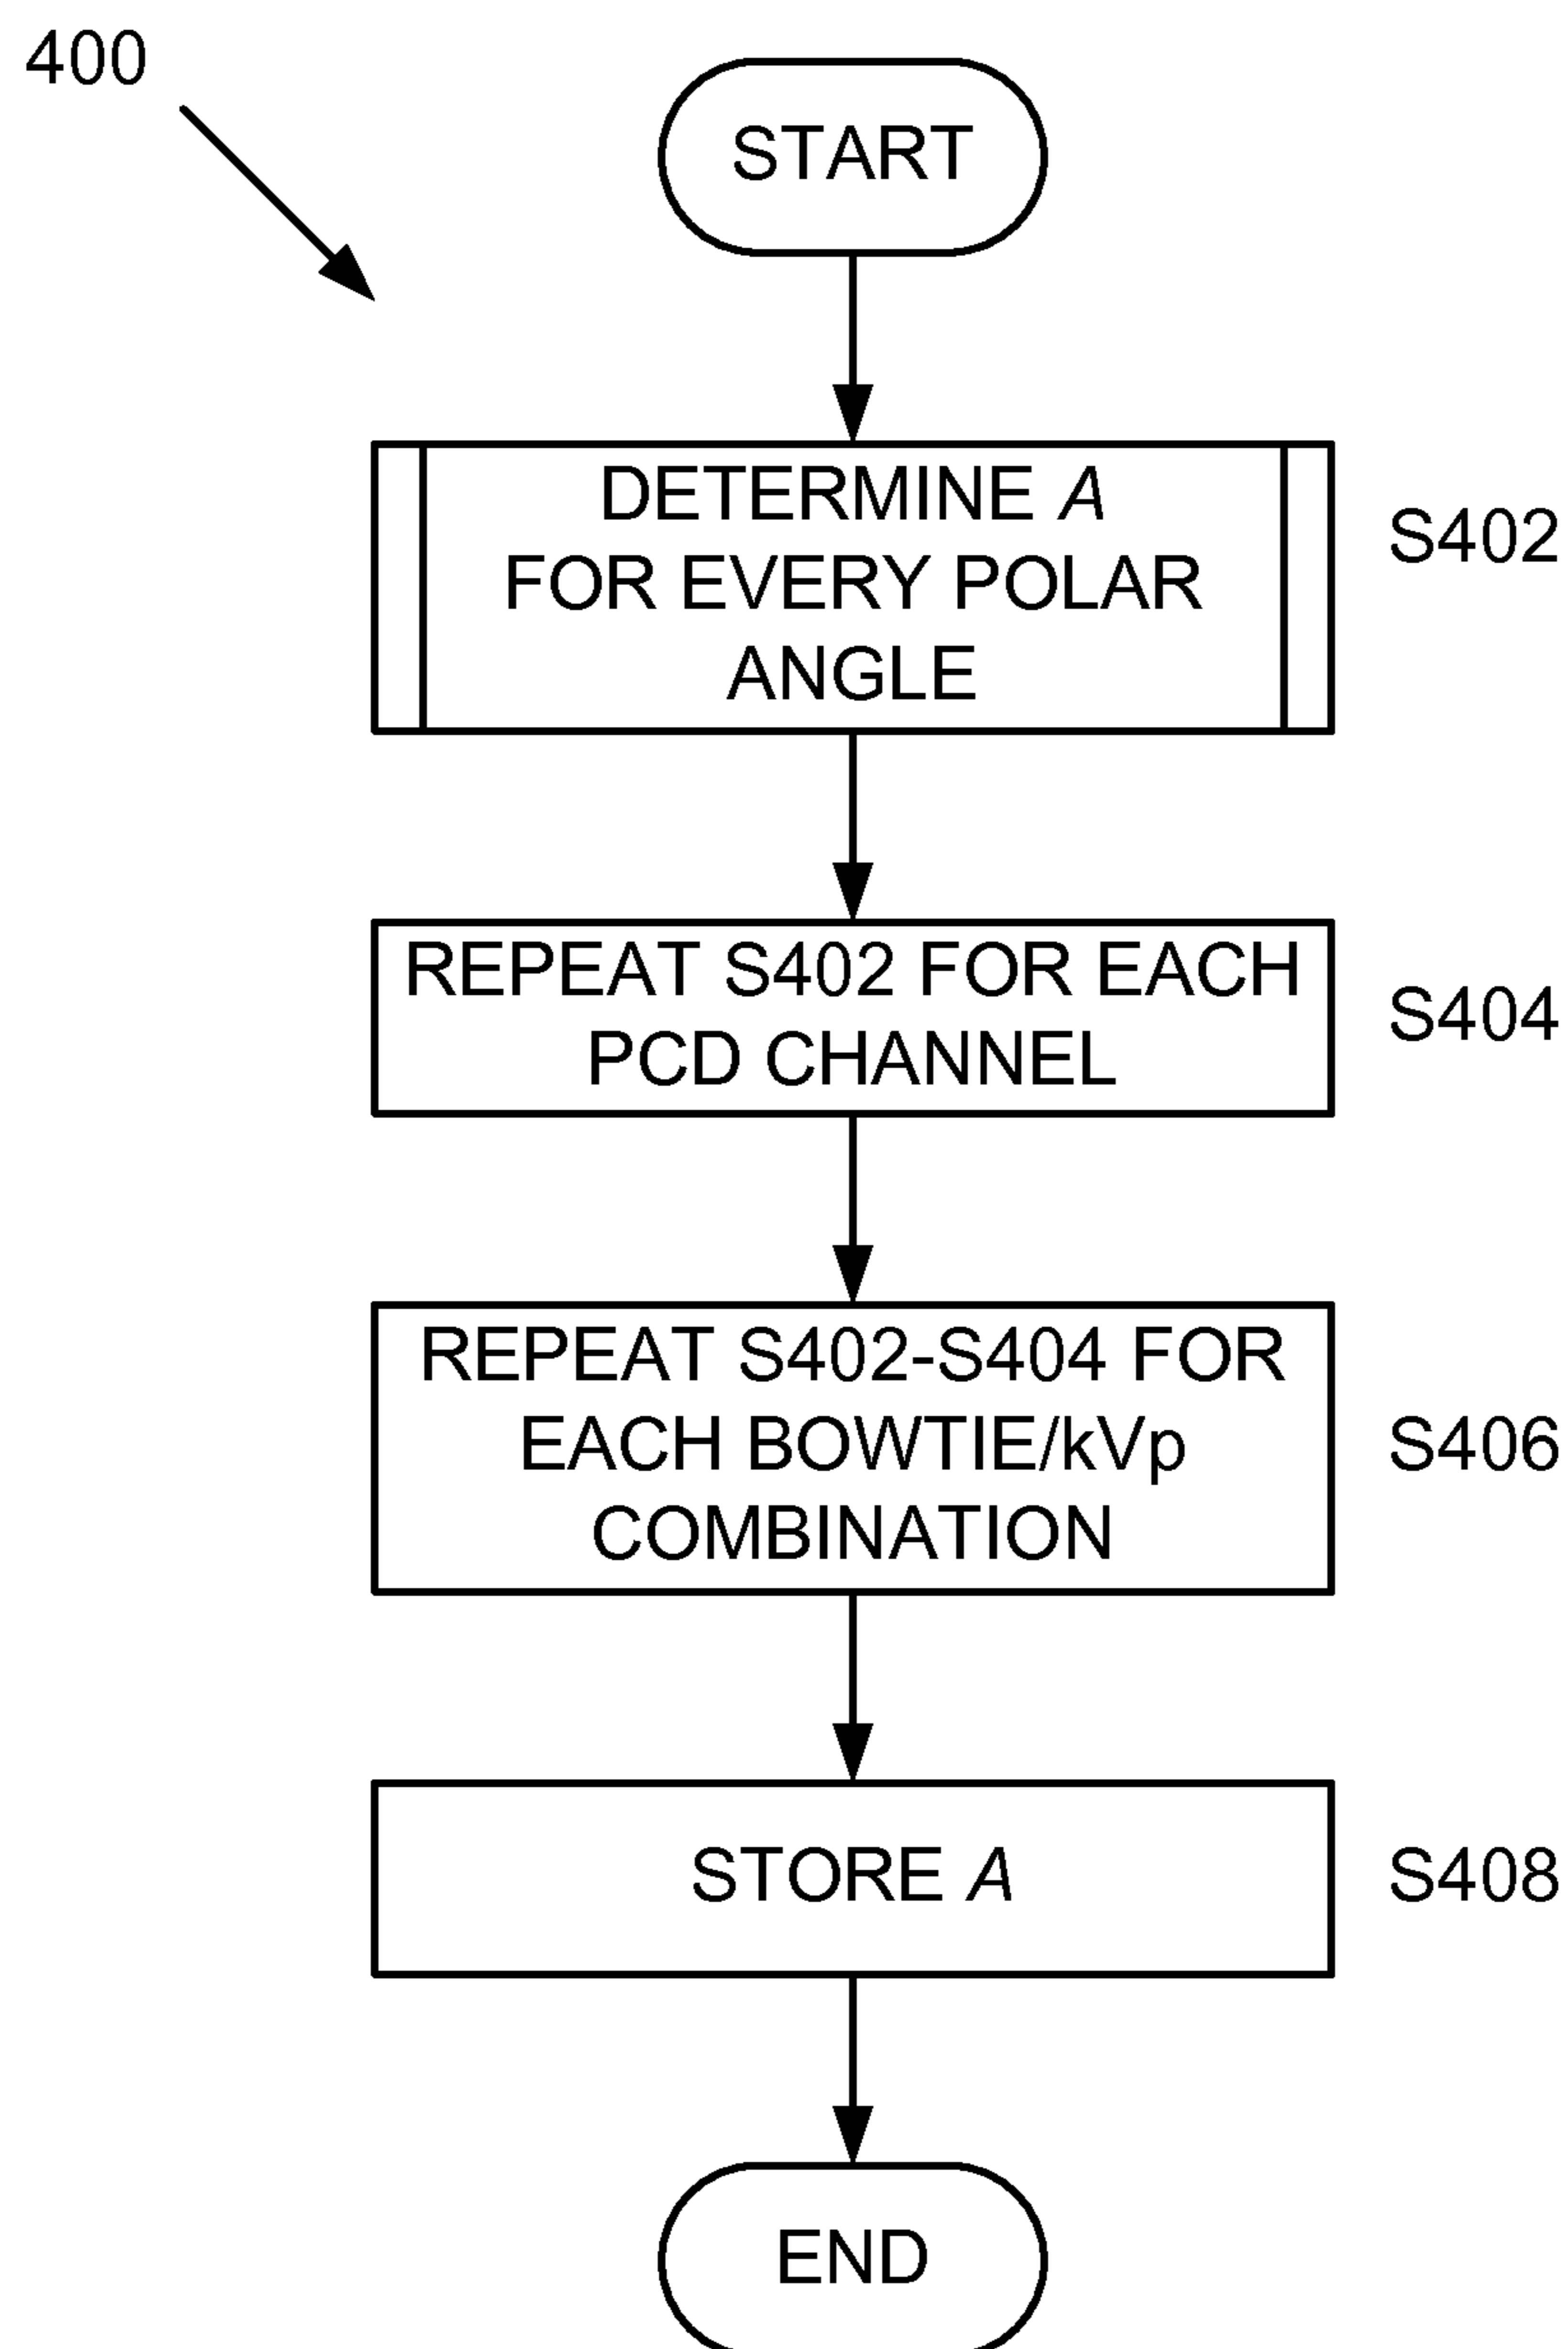 400
START
DETERMINE A
FOR EVERY POLAR
ANGLE
S402
REPEAT S402 FOR EACH
PCD CHANNEL
S404
REPEAT S402-S404 FOR
EACH BOWTIE/kVp
COMBINATION
S406
STORE A
S408
END